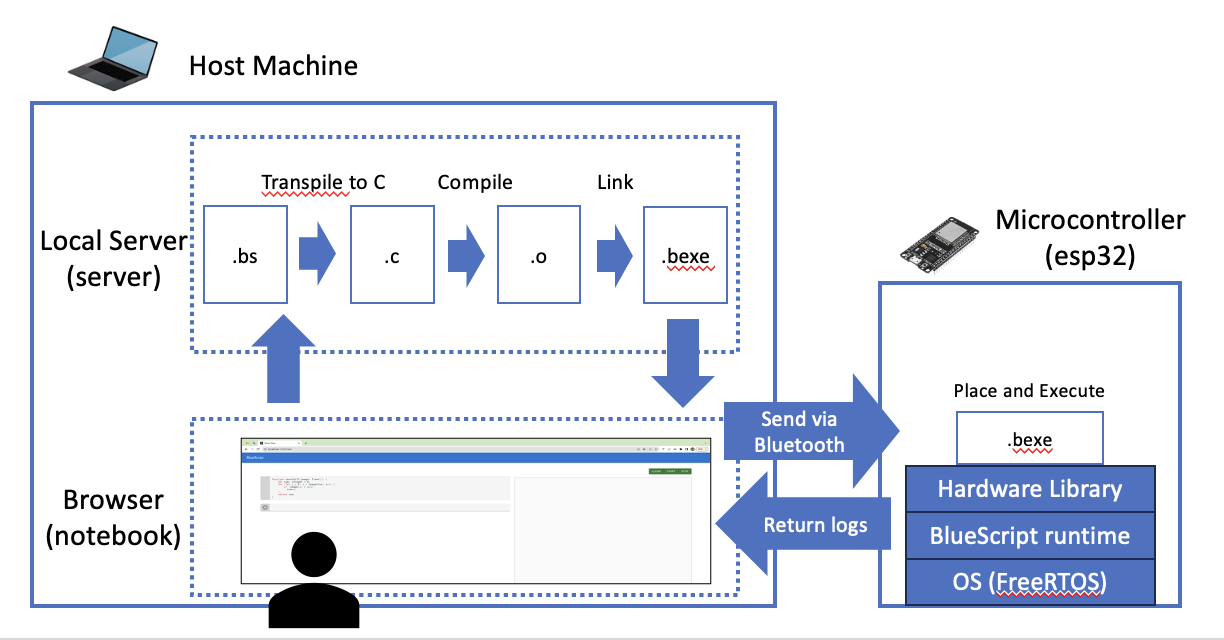 Host Machine
Transpile to C
Compile
Link
Local Server
(server)
.bs
.c
.o
.bexe
Microcontroller
(esp32)
Place and Execute
.bexe
Send via
Bluetooth
Return logs
Hardware Library
BlueScript runtime
OS (FreeRTOS)
Browser
(notebook)
BlueScript